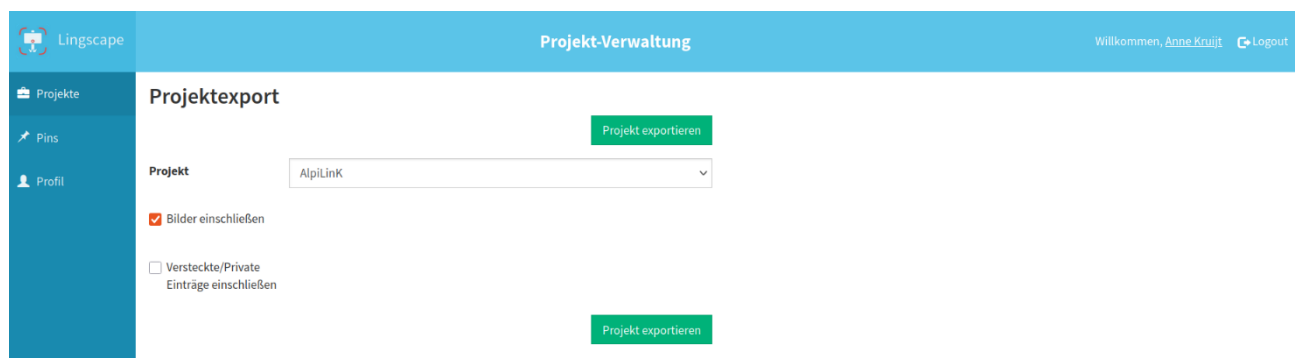 Lingscape
Projekt-Verwaltung
Willkommen, Anne Kruijt Logout
Projekte
Pins
Profil
Projektexport
Projekt exportieren
Projekt AlpiLinK
Bilder einschließen
Versteckte/Private
Einträge einschließen
Projekt exportieren